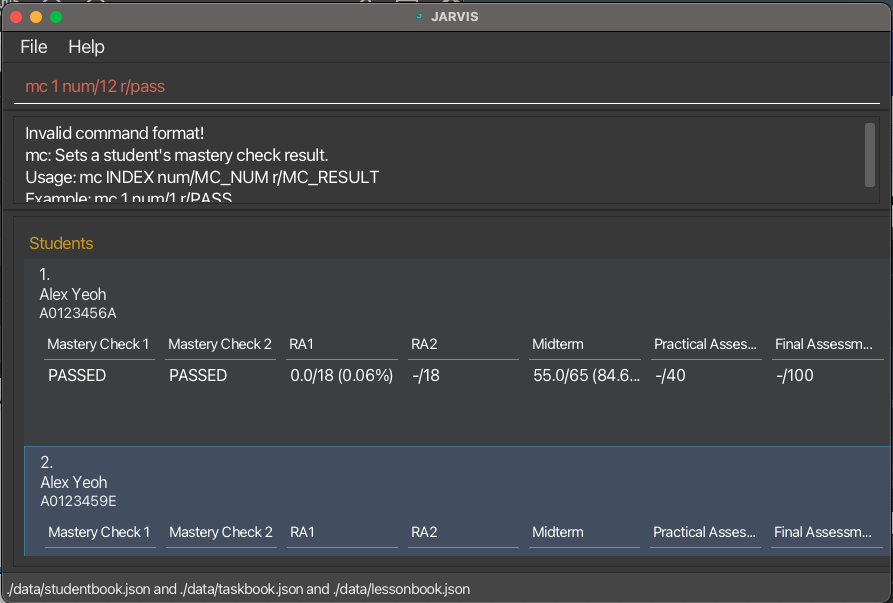 JARVIS
File Help
mc 1 num/12 r/pass
Invalid command format!
mc: Sets a student's mastery check result.
Usage: mc INDEX num/MC_NUM r/MC_RESULT
Example: mc 1 num/1 r/PASS
Students
1.
Alex Yeoh
A0123456A
Mastery Check 1 Mastery Check 2 RA1 RA2 Midterm Practical Asses... Final Assessm...
PASSED PASSED 0.0/18 (0.06%) -/18 55.0/65 (84.6... -/40 -/100
2.
Alex Yeoh
A0123459E
Mastery Check 1 Mastery Check 2 RA1 RA2 Midterm Practical Asses... Final Assessm...
./data/studentbook.json and ./data/taskbook.json and ./data/lessonbook.json